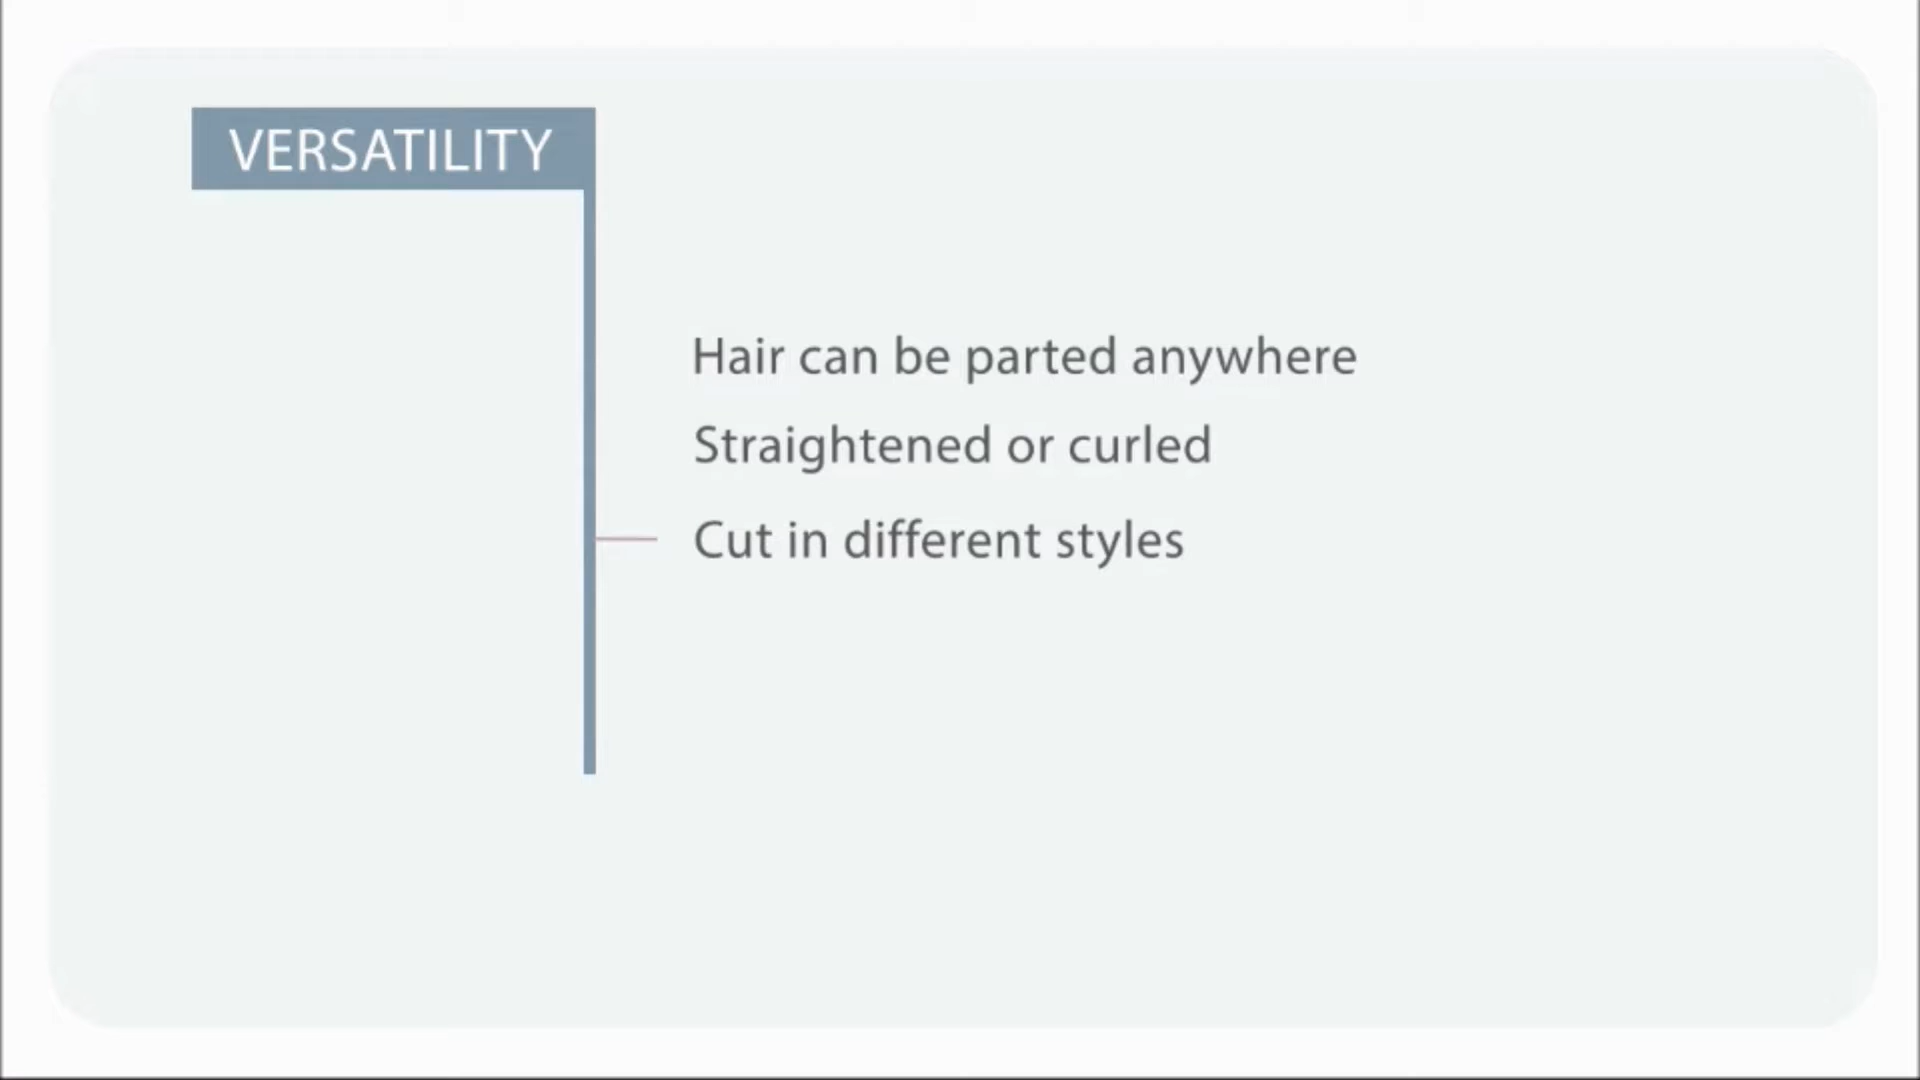 VERSATILITY
Hair can be parted anywhere
Straightened or curled
Cut in different styles